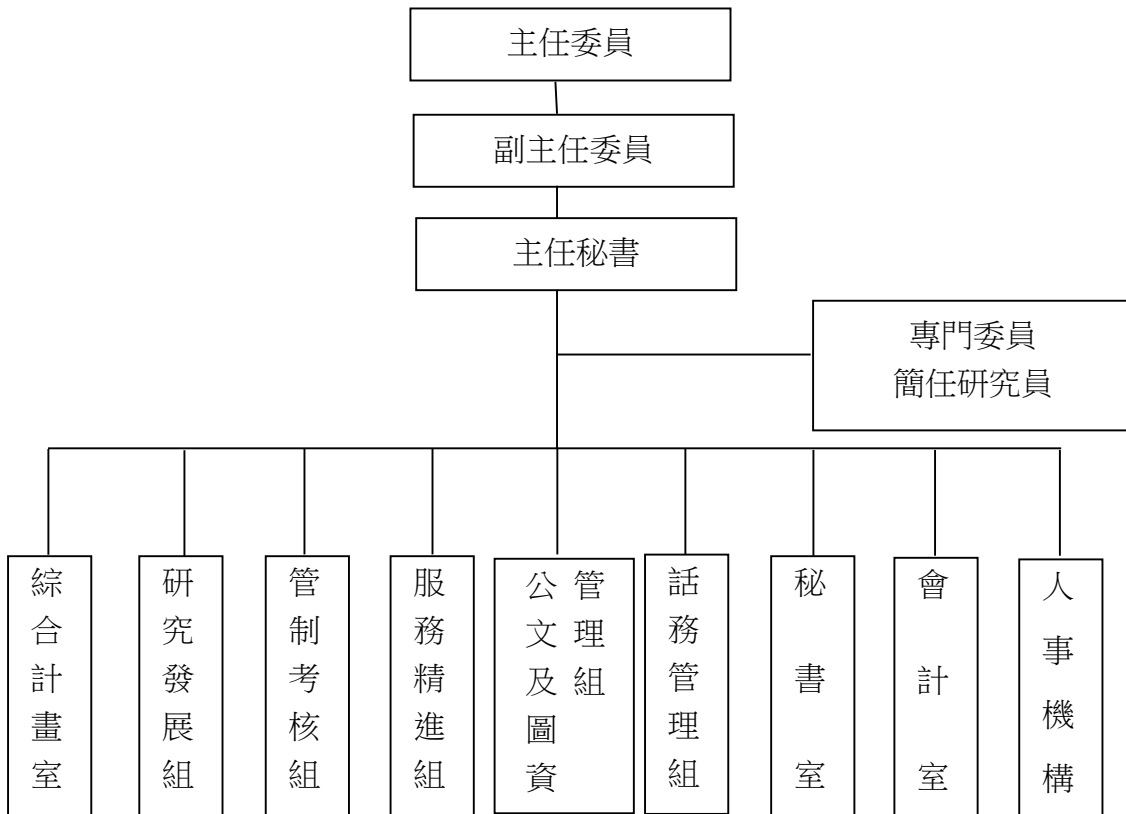 主任委員
副主任委員
主任秘書
專門委員
簡任研究員
綜合計畫室
研究發展組
管制考核組
服務精進組
公文及圖資
管理組
話務管理組
秘書室
會計室
人事機構